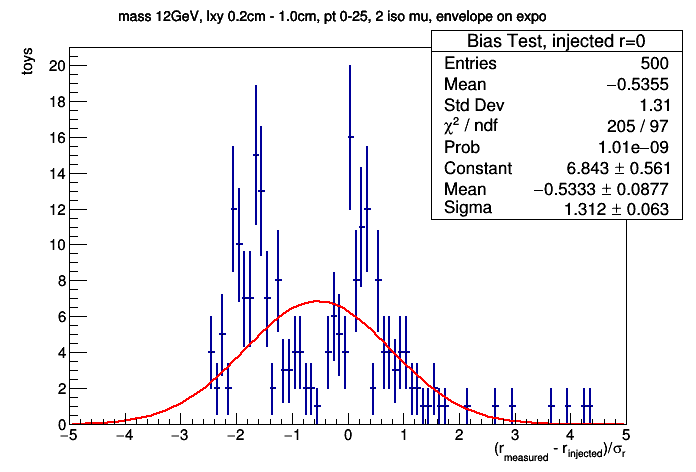 mass 12GeV, lxy 0.2cm - 1.0cm, pt 0-25, 2 iso mu, envelope on expo
Bias Test, injected r=0
Entries 500
Mean −0.5355
Std Dev 1.31
χ² / ndf 205 / 97
Prob 1.01e−09
Constant 6.843 ± 0.561
Mean −0.5333 ± 0.0877
Sigma 1.312 ± 0.063
toys
20
18
16
14
12
10
8
6
4
2
0
−5 −4 −3 −2 −1 0 1 2 3 4 5
(r_measured - r_injected)/σ_r